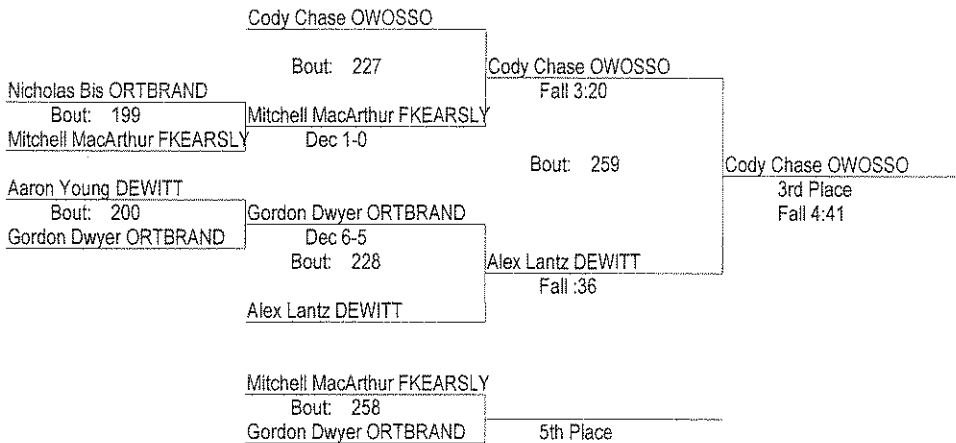 Cody Chase OWOSSO
Bout: 227
Cody Chase OWOSSO
Fall 3:20
Nicholas Bis ORTBRAND
Bout: 199
Mitchell MacArthur FKEARSLY
Mitchell MacArthur FKEARSLY
Dec 1-0
Bout: 259
Cody Chase OWOSSO
3rd Place
Fall 4:41
Aaron Young DEWITT
Bout: 200
Gordon Dwyer ORTBRAND
Gordon Dwyer ORTBRAND
Dec 6-5
Bout: 228
Alex Lantz DEWITT
Fall :36
Alex Lantz DEWITT
Mitchell MacArthur FKEARSLY
Bout: 258
Gordon Dwyer ORTBRAND
5th Place